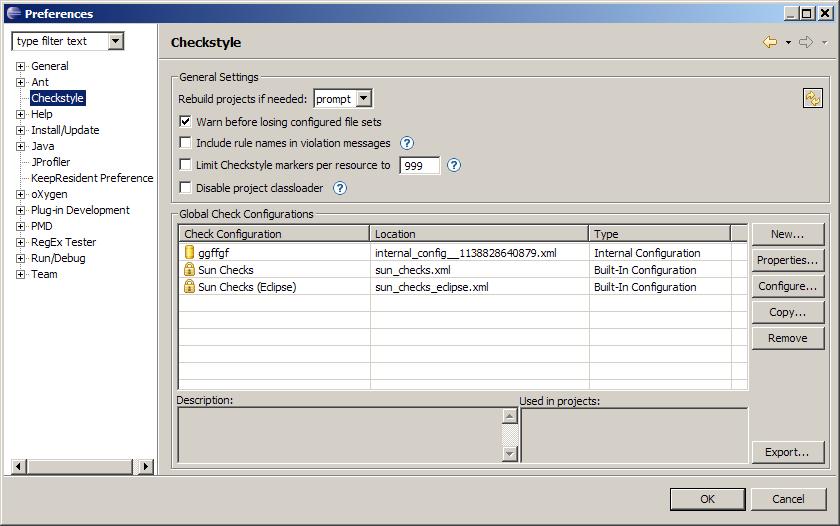 Preferences
type filter text
Checkstyle
General
Ant
Checkstyle
Help
Install/Update
Java
JProfiler
KeepResident Preference
oXygen
Plug-in Development
PMD
RegEx Tester
Run/Debug
Team
General Settings
Rebuild projects if needed: prompt
Warn before losing configured file sets
Include rule names in violation messages
Limit Checkstyle markers per resource to 999
Disable project classloader
Global Check Configurations
Check Configuration Location Type
ggffgf internal_config__1138828640879.xml Internal Configuration
Sun Checks sun_checks.xml Built-In Configuration
Sun Checks (Eclipse) sun_checks_eclipse.xml Built-In Configuration
New...
Properties...
Configure...
Copy...
Remove
Description: Used in projects:
Export...
OK Cancel